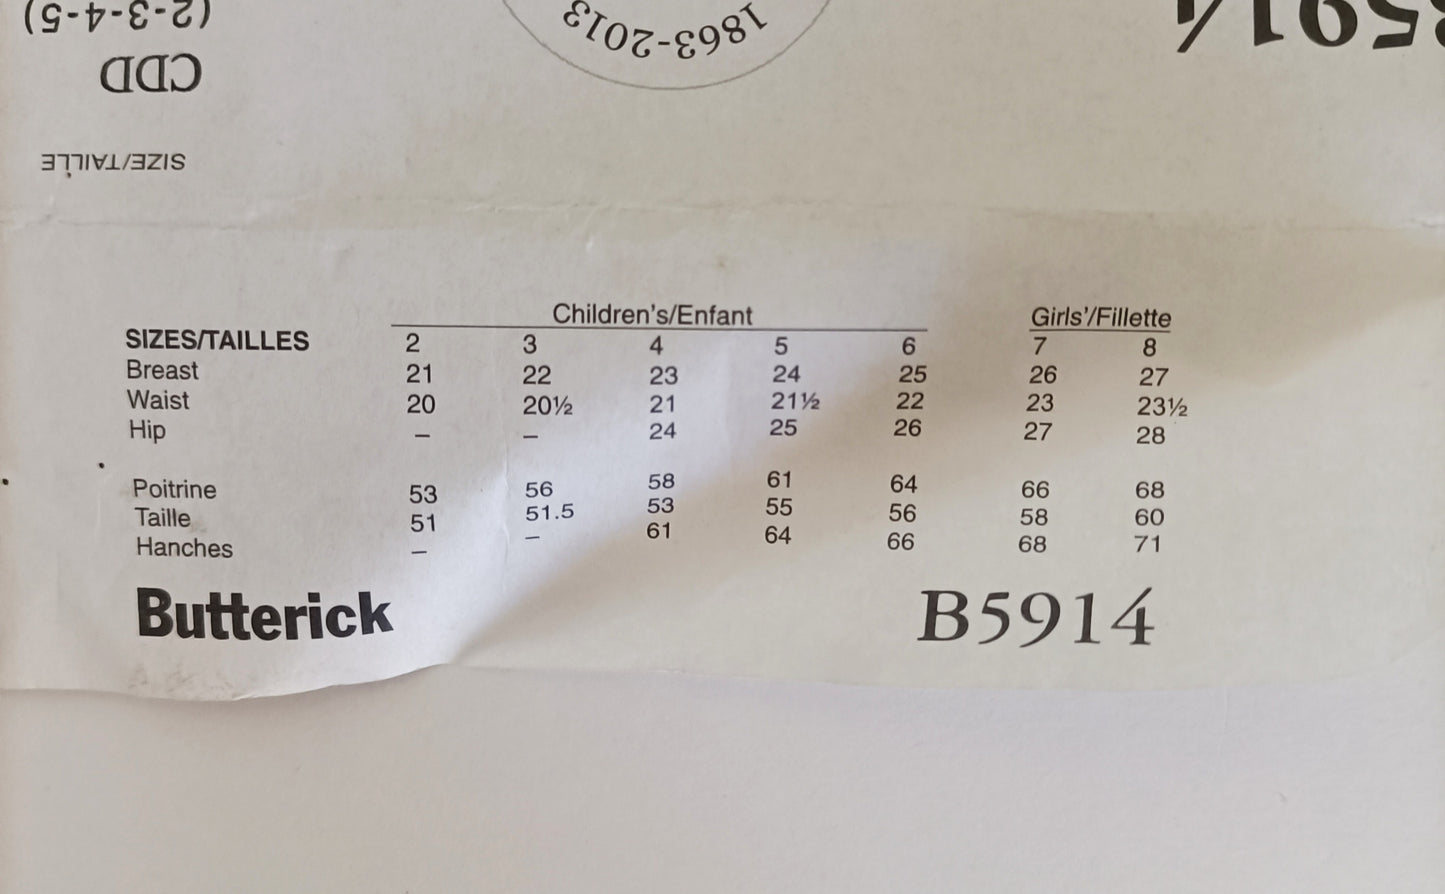 (2-3-4-5)
CDD
SIZE/TAILLE
1863-2013
5914
Children's/Enfant Girls'/Fillette
SIZES/TAILLES 2 3 4 5 6 7 8
Breast 21 22 23 24 25 26 27
Waist 20 20½ 21 21½ 22 23 23½
Hip – – 24 25 26 27 28
Poitrine 53 56 58 61 64 66 68
Taille 51 51.5 53 55 56 58 60
Hanches – – 61 64 66 68 71
Butterick B5914